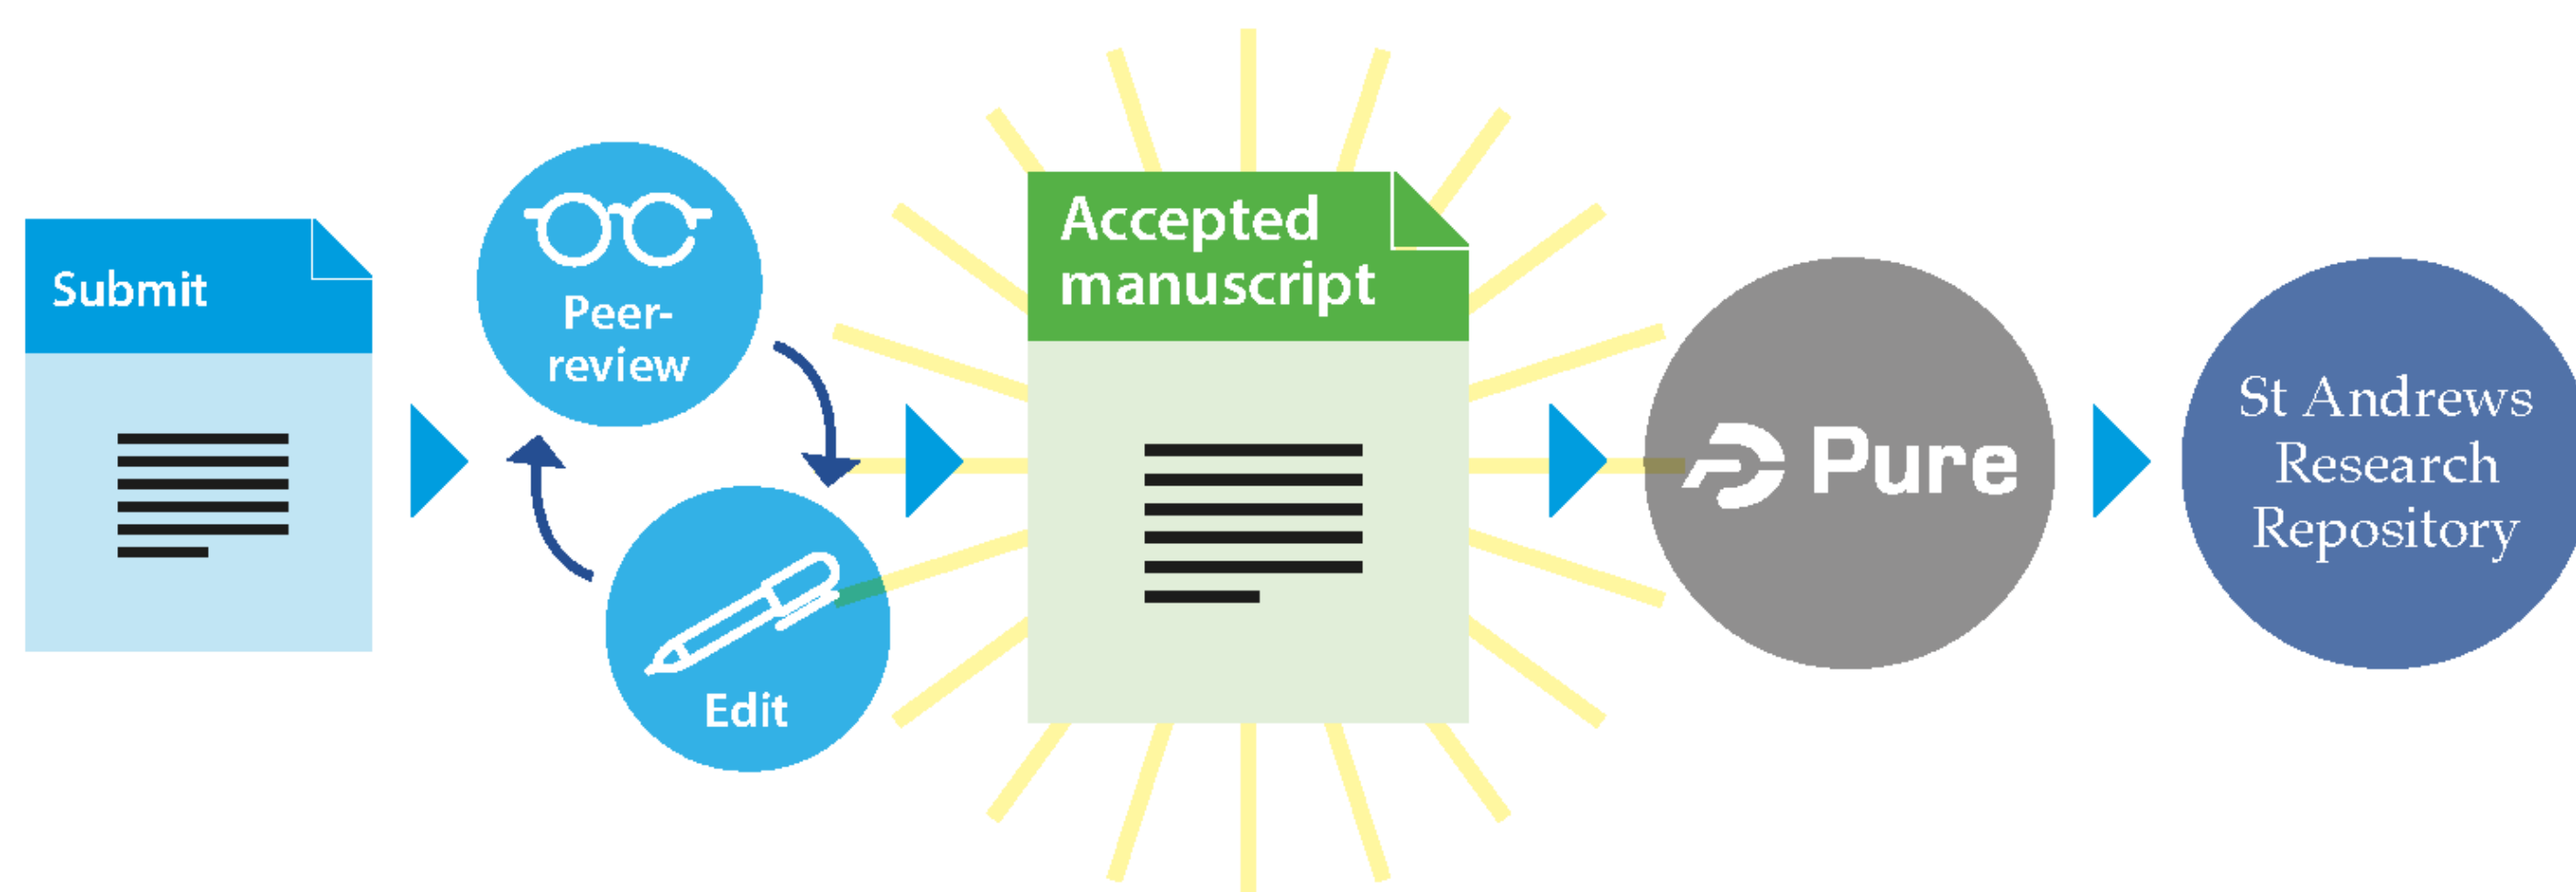 Submit
Peer-
review
Edit
Accepted
manuscript
Pure
St Andrews
Research
Repository